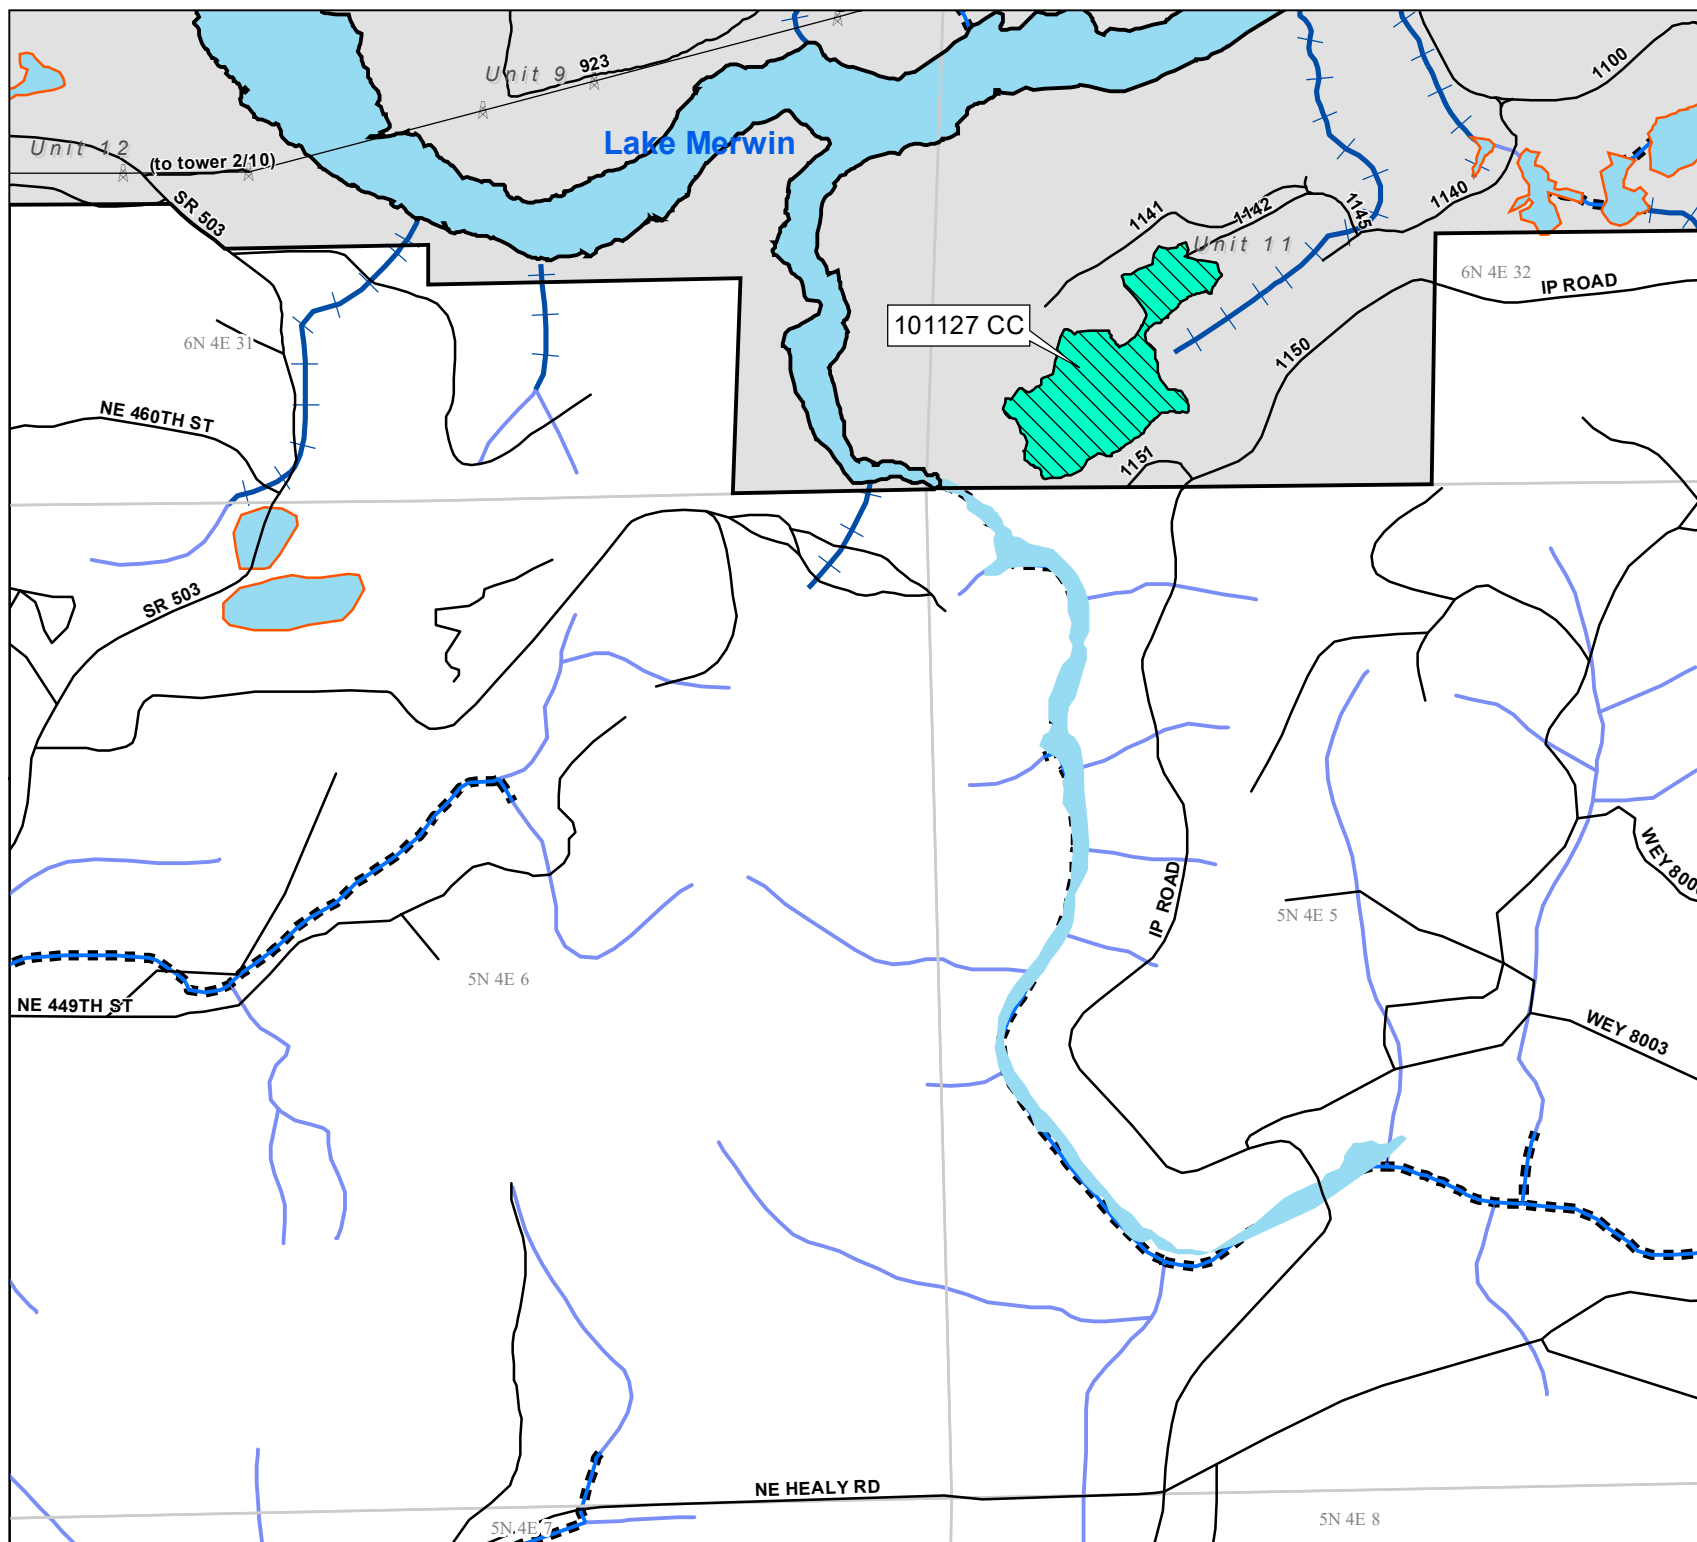 1100
923
Unit 9
Lake Merwin
Unit 12
(to tower 2/10)
SR 503
1140
1141
1142
1145
Unit 11
6N 4E 32
IP ROAD
101127 CC
6N 4E 31
1150
NE 460TH ST
1151
SR 503
WEY 800
IP ROAD
5N 4E 5
5N 4E 6
NE 449TH ST
WEY 8003
NE HEALY RD
5N 4E 7
5N 4E 8